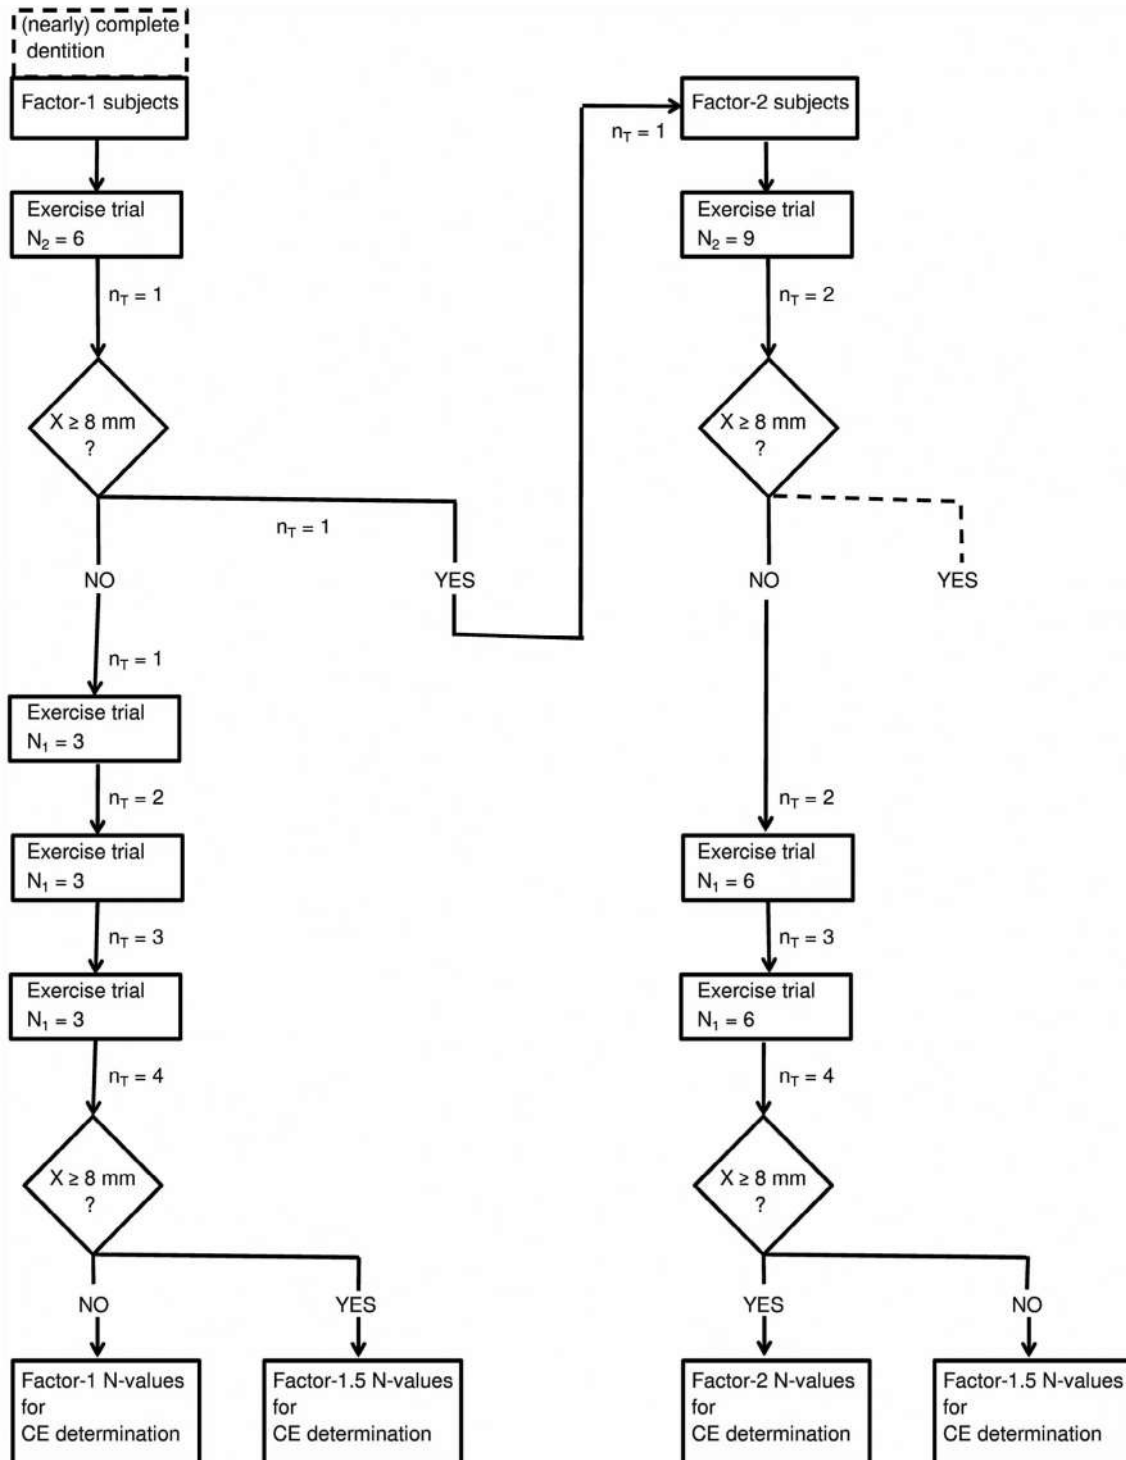 (nearly) complete
dentition
Factor-1 subjects
Exercise trial
N₂ = 6
n_T = 1
X ≥ 8 mm
?
n_T = 1
NO
YES
n_T = 1
Exercise trial
N₁ = 3
n_T = 2
Exercise trial
N₁ = 3
n_T = 3
Exercise trial
N₁ = 3
n_T = 4
X ≥ 8 mm
?
NO
YES
Factor-1 N-values
for
CE determination
Factor-1.5 N-values
for
CE determination
n_T = 1
Factor-2 subjects
Exercise trial
N₂ = 9
n_T = 2
X ≥ 8 mm
?
NO
YES
n_T = 2
Exercise trial
N₁ = 6
n_T = 3
Exercise trial
N₁ = 6
n_T = 4
X ≥ 8 mm
?
YES
NO
Factor-2 N-values
for
CE determination
Factor-1.5 N-values
for
CE determination